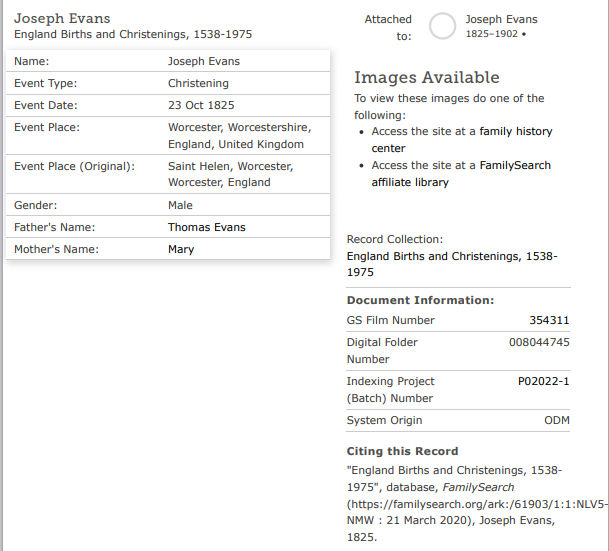 Joseph Evans
England Births and Christenings, 1538-1975
Name: Joseph Evans
Event Type: Christening
Event Date: 23 Oct 1825
Event Place: Worcester, Worcestershire,
England, United Kingdom
Event Place (Original): Saint Helen, Worcester,
Worcester, England
Gender: Male
Father's Name: Thomas Evans
Mother's Name: Mary
Attached
to:
Joseph Evans
1825–1902 •
Images Available
To view these images do one of the
following:
• Access the site at a family history
center
• Access the site at a FamilySearch
affiliate library
Record Collection:
England Births and Christenings, 1538-
1975
Document Information:
GS Film Number 354311
Digital Folder 008044745
Number
Indexing Project P02022-1
(Batch) Number
System Origin ODM
Citing this Record
"England Births and Christenings, 1538-
1975", database, FamilySearch
(https://familysearch.org/ark:/61903/1:1:NLV5-
NMW : 21 March 2020), Joseph Evans,
1825.